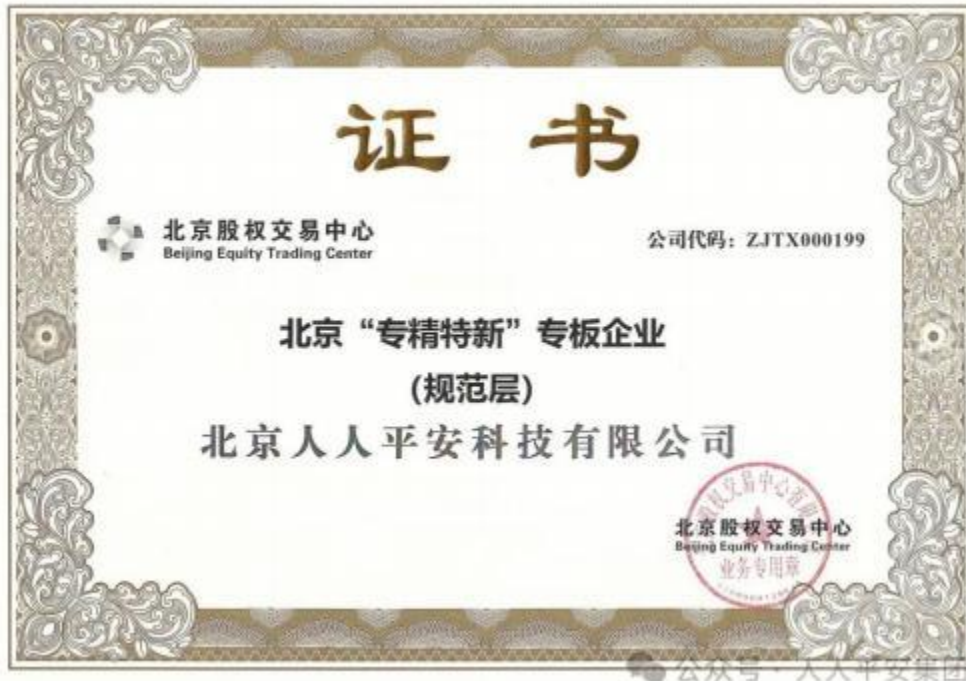 证书
北京股权交易中心
Beijing Equity Trading Center
公司代码：ZJTX000199
北京“专精特新”专板企业
(规范层)
北京人人平安科技有限公司
北京股权交易中心
Beijing Equity Trading Center
业务专用章
公众号·人人平安集团